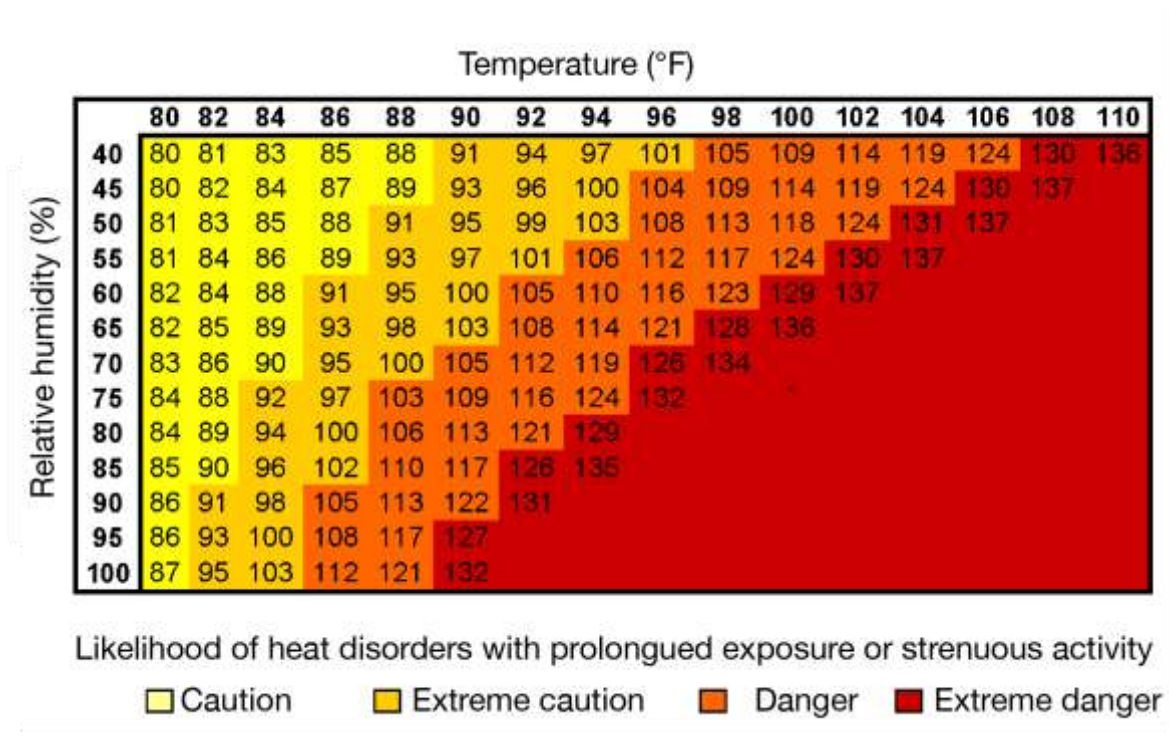 Temperature (°F)
80 82 84 86 88 90 92 94 96 98 100 102 104 106 108 110
Relative humidity (%)
40 80 81 83 85 88 91 94 97 101 105 109 114 119 124 130 136
45 80 82 84 87 89 93 96 100 104 109 114 119 124 130 137
50 81 83 85 88 91 95 99 103 108 113 118 124 131 137
55 81 84 86 89 93 97 101 106 112 117 124 130 137
60 82 84 88 91 95 100 105 110 116 123 129 137
65 82 85 89 93 98 103 108 114 121 128 136
70 83 86 90 95 100 105 112 119 126 134
75 84 88 92 97 103 109 116 124 132
80 84 89 94 100 106 113 121 129
85 85 90 96 102 110 117 126 135
90 86 91 98 105 113 122 131
95 86 93 100 108 117 127
100 87 95 103 112 121 132
Likelihood of heat disorders with prolongued exposure or strenuous activity
Caution Extreme caution Danger Extreme danger